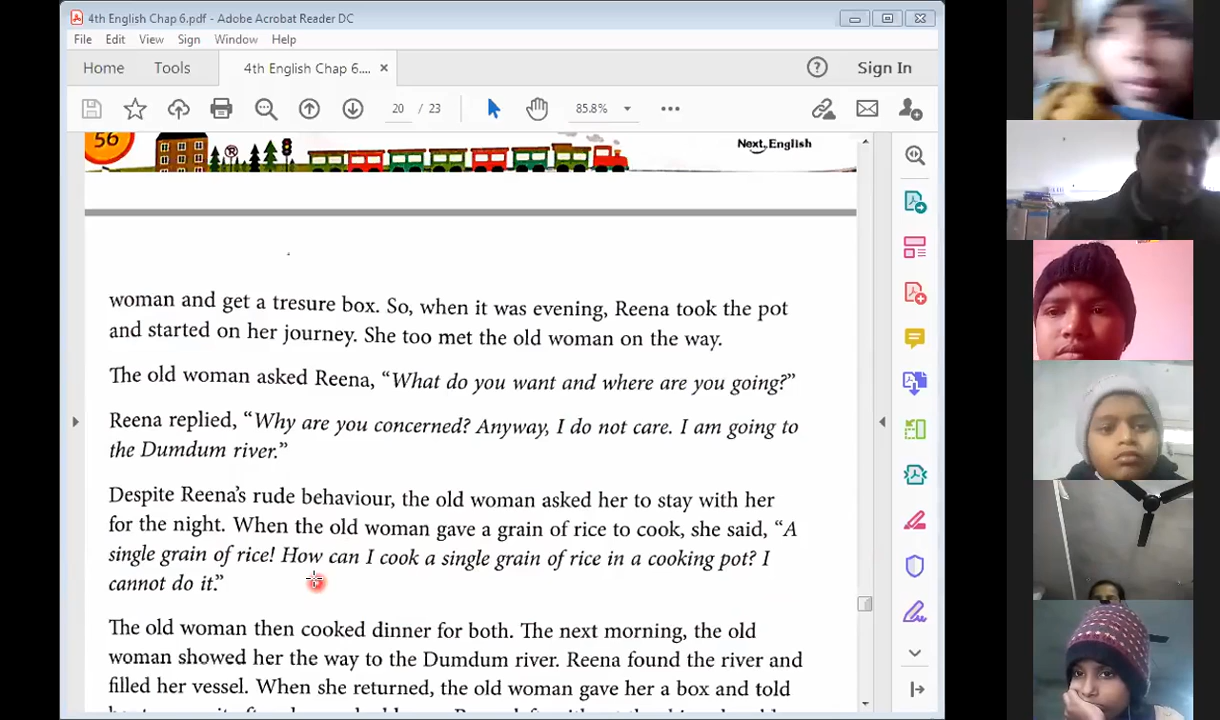 4th English Chap 6.pdf - Adobe Acrobat Reader DC
File Edit View Sign Window Help
Home Tools 4th English Chap 6.... × Sign In
20 / 23 85.8%
56 Next English
woman and get a tresure box. So, when it was evening, Reena took the pot
and started on her journey. She too met the old woman on the way.
The old woman asked Reena, “What do you want and where are you going?”
Reena replied, “Why are you concerned? Anyway, I do not care. I am going to
the Dumdum river.”
Despite Reena’s rude behaviour, the old woman asked her to stay with her
for the night. When the old woman gave a grain of rice to cook, she said, “A
single grain of rice! How can I cook a single grain of rice in a cooking pot? I
cannot do it.”
The old woman then cooked dinner for both. The next morning, the old
woman showed her the way to the Dumdum river. Reena found the river and
filled her vessel. When she returned, the old woman gave her a box and told